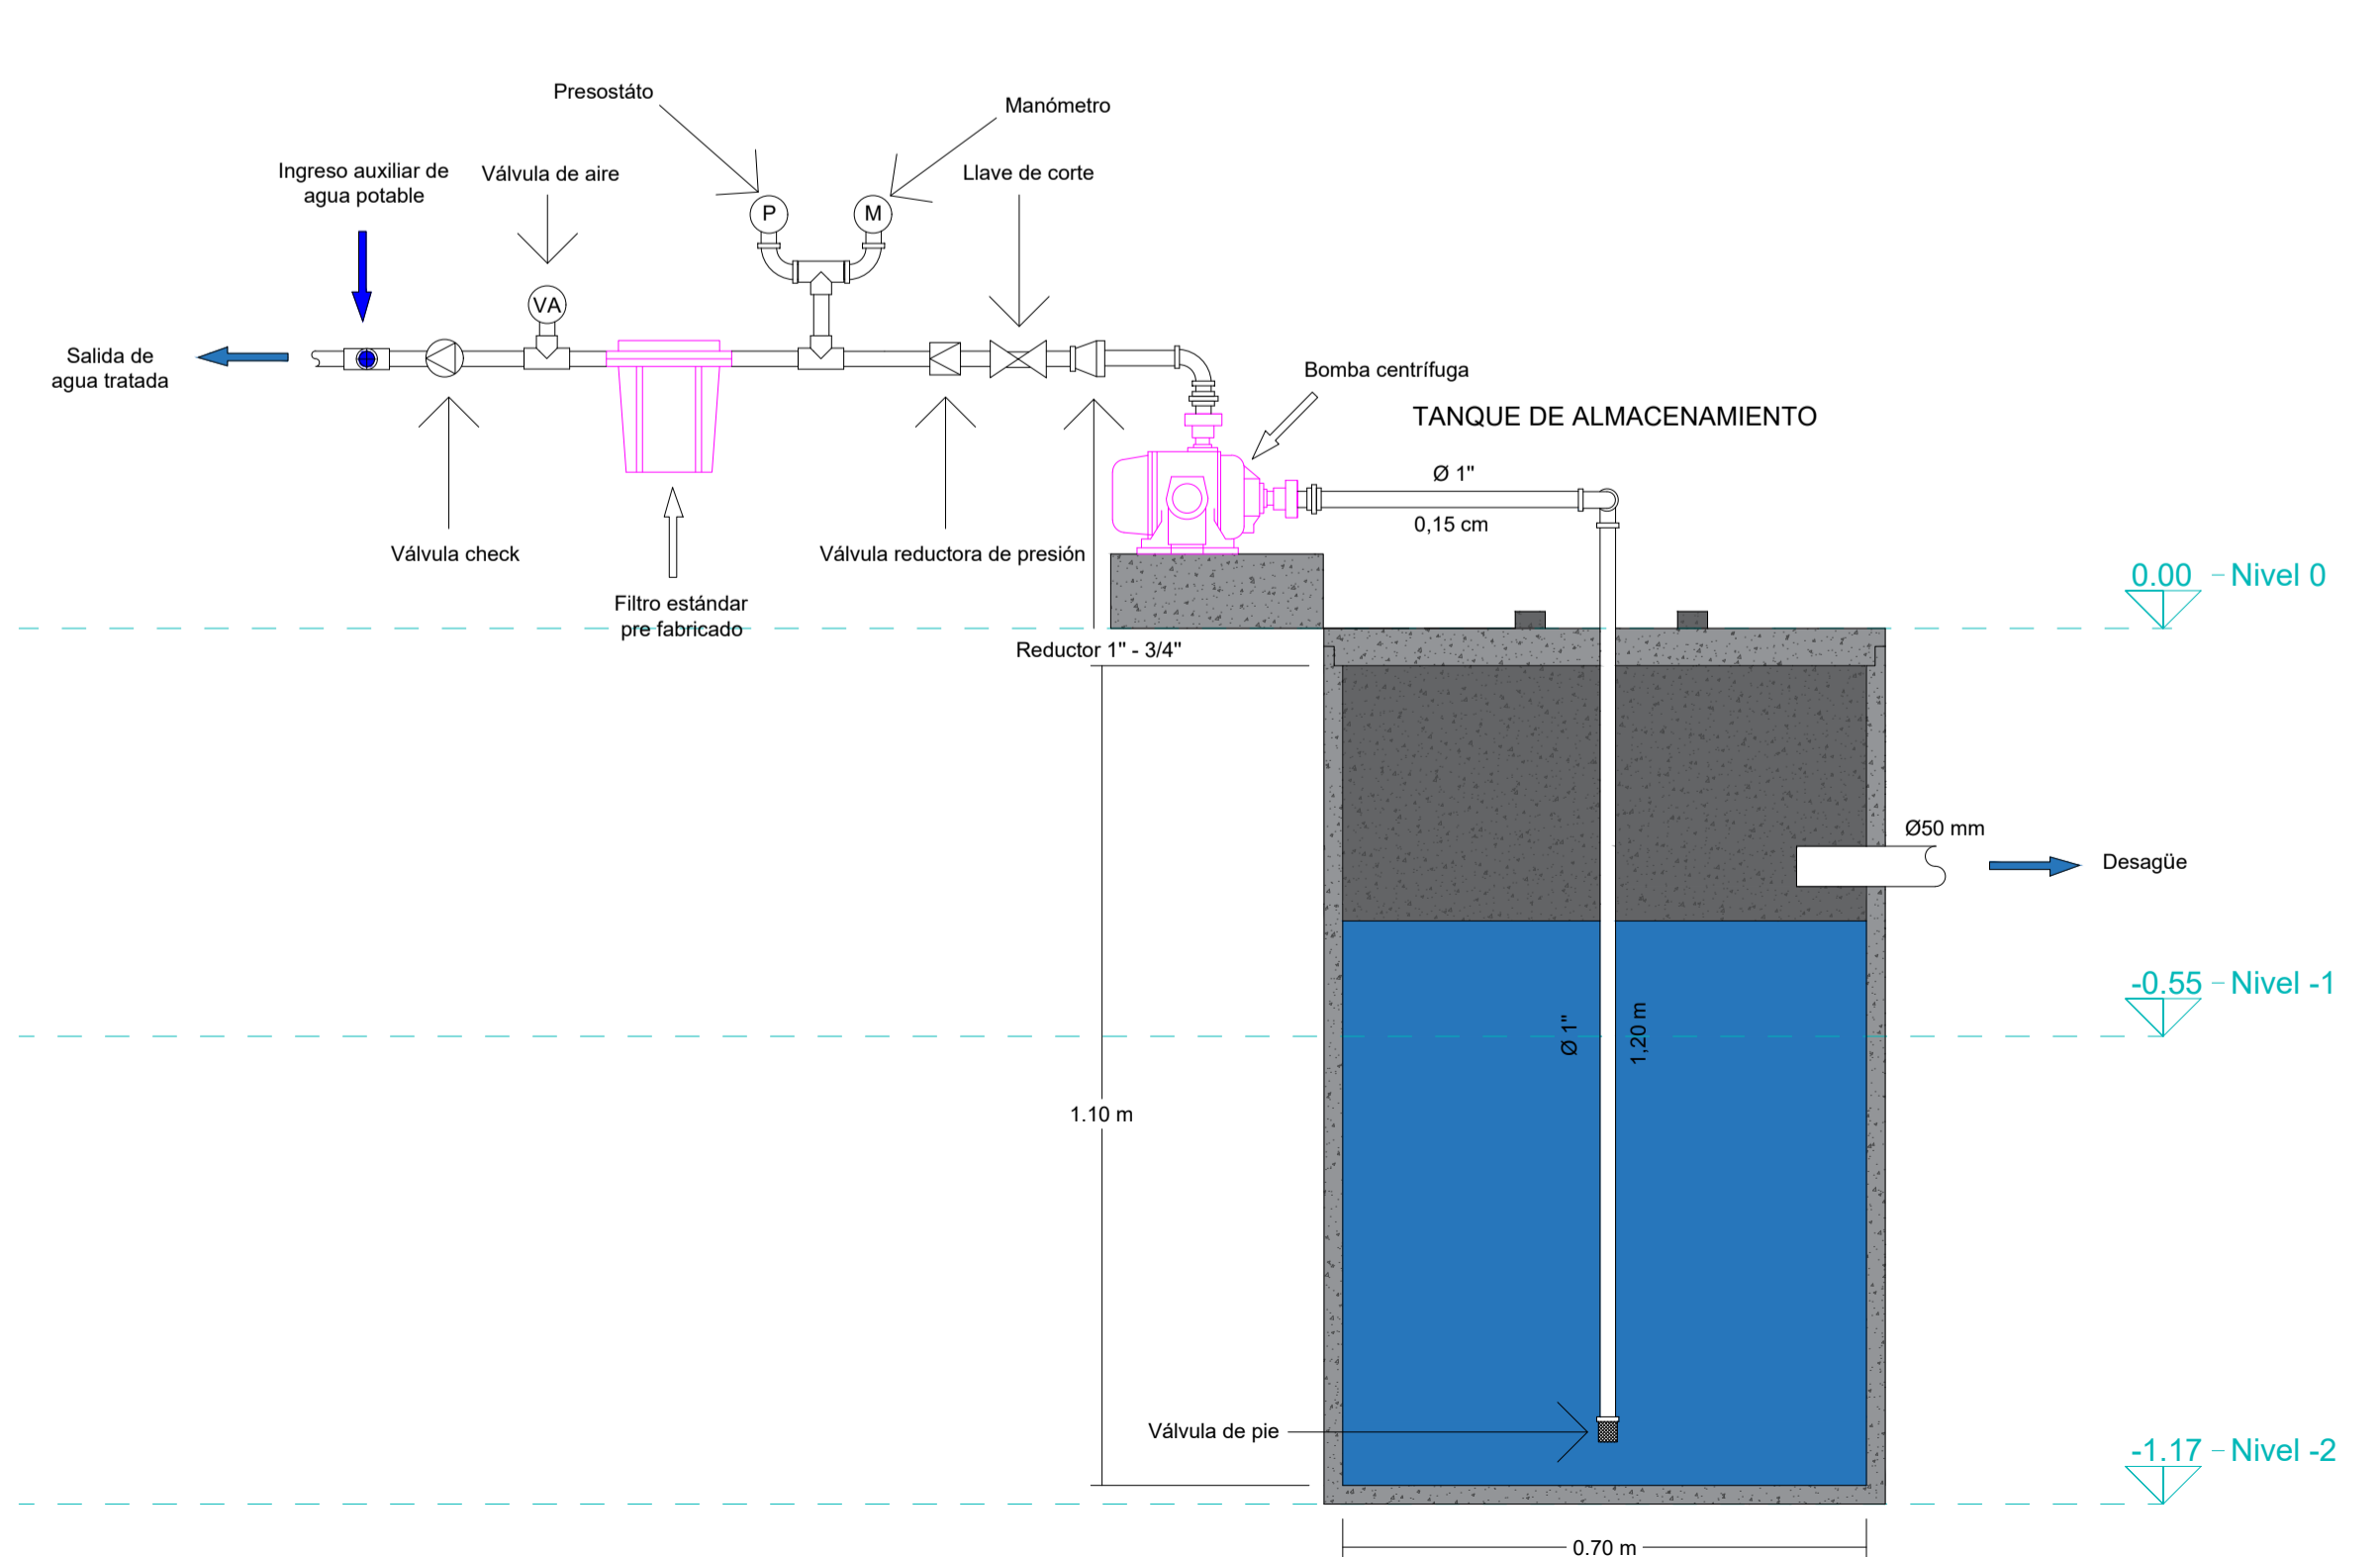 Presostáto
Manómetro
Ingreso auxiliar de
agua potable
Válvula de aire
Llave de corte
P
M
VA
Salida de
agua tratada
Bomba centrífuga
TANQUE DE ALMACENAMIENTO
Ø 1"
0,15 cm
Válvula check
Válvula reductora de presión
Filtro estándar
pre fabricado
0.00 - Nivel 0
Reductor 1" - 3/4"
Ø50 mm
Desagüe
-0.55 - Nivel -1
Ø 1"
1,20 m
1.10 m
Válvula de pie
-1.17 - Nivel -2
0.70 m